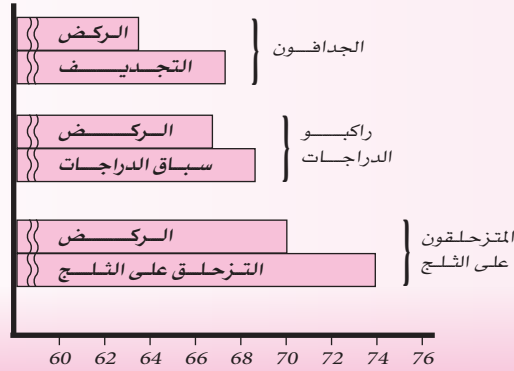 الركض
التجديف
الجدافون
الركض
سباق الدراجات
راكبو
الدراجات
الركض
التزحلق على الثلج
المتزحلقون
على الثلج
60 62 64 66 68 70 72 74 76